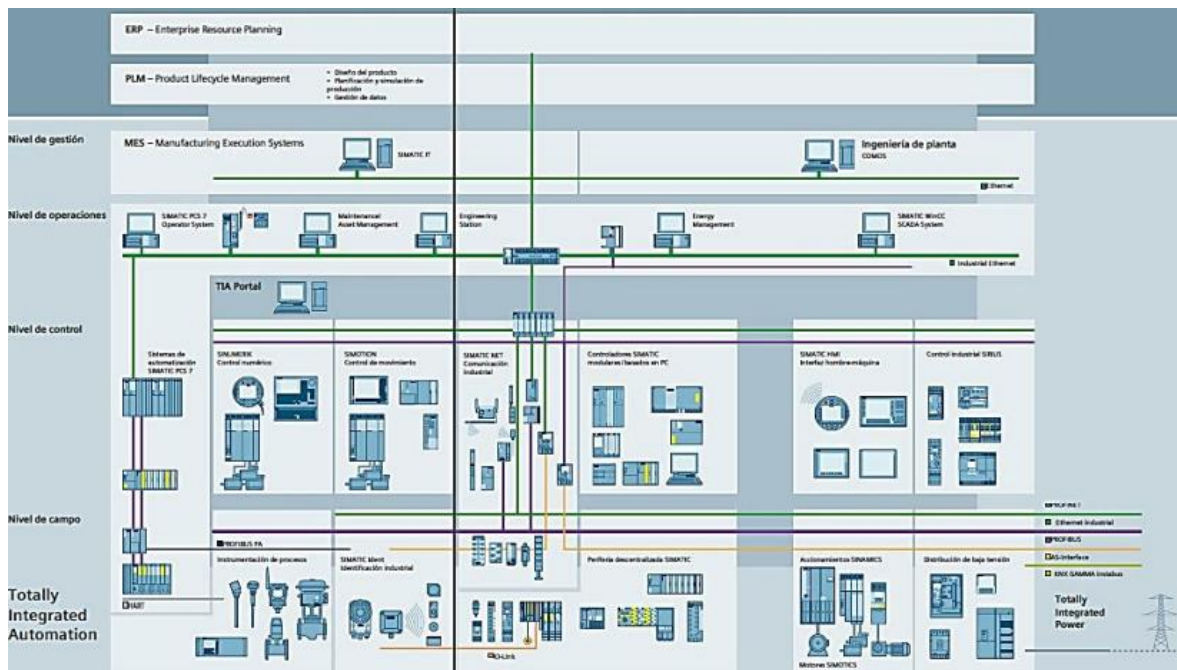 ERP – Enterprise Resource Planning
PLM – Product Lifecycle Management
• Diseño del producto
• Planificación y simulación de
producción
• Gestión de datos
Nivel de gestión
MES – Manufacturing Execution Systems
SIMATIC IT
Ingeniería de planta
COMOS
Ethernet
Nivel de operaciones
SIMATIC PCS 7
Operator System
Maintenance/
Asset Management
Engineering
Station
Energy
Management
SIMATIC WinCC
SCADA System
Industrial Ethernet
TIA Portal
Nivel de control
Sistemas de
automatización
SIMATIC PCS 7
SINUMERIK
Control numérico
SIMOTION
Control de movimiento
SIMATIC NET
Comunicación
industrial
Controladores SIMATIC
modulares/basados en PC
SIMATIC HMI
Interfaz hombre-máquina
Control industrial SIRIUS
Nivel de campo
PROFINET
Ethernet industrial
PROFIBUS
AS-Interface
KNX GAMMA instabus
PROFIBUS PA
Instrumentación de procesos
SIMATIC Ident
Identificación industrial
Periferia descentralizada SIMATIC
Accionamientos SINAMICS
Distribución de baja tensión
HART
IO-Link
Motores SIMOTICS
Totally
Integrated
Automation
Totally
Integrated
Power